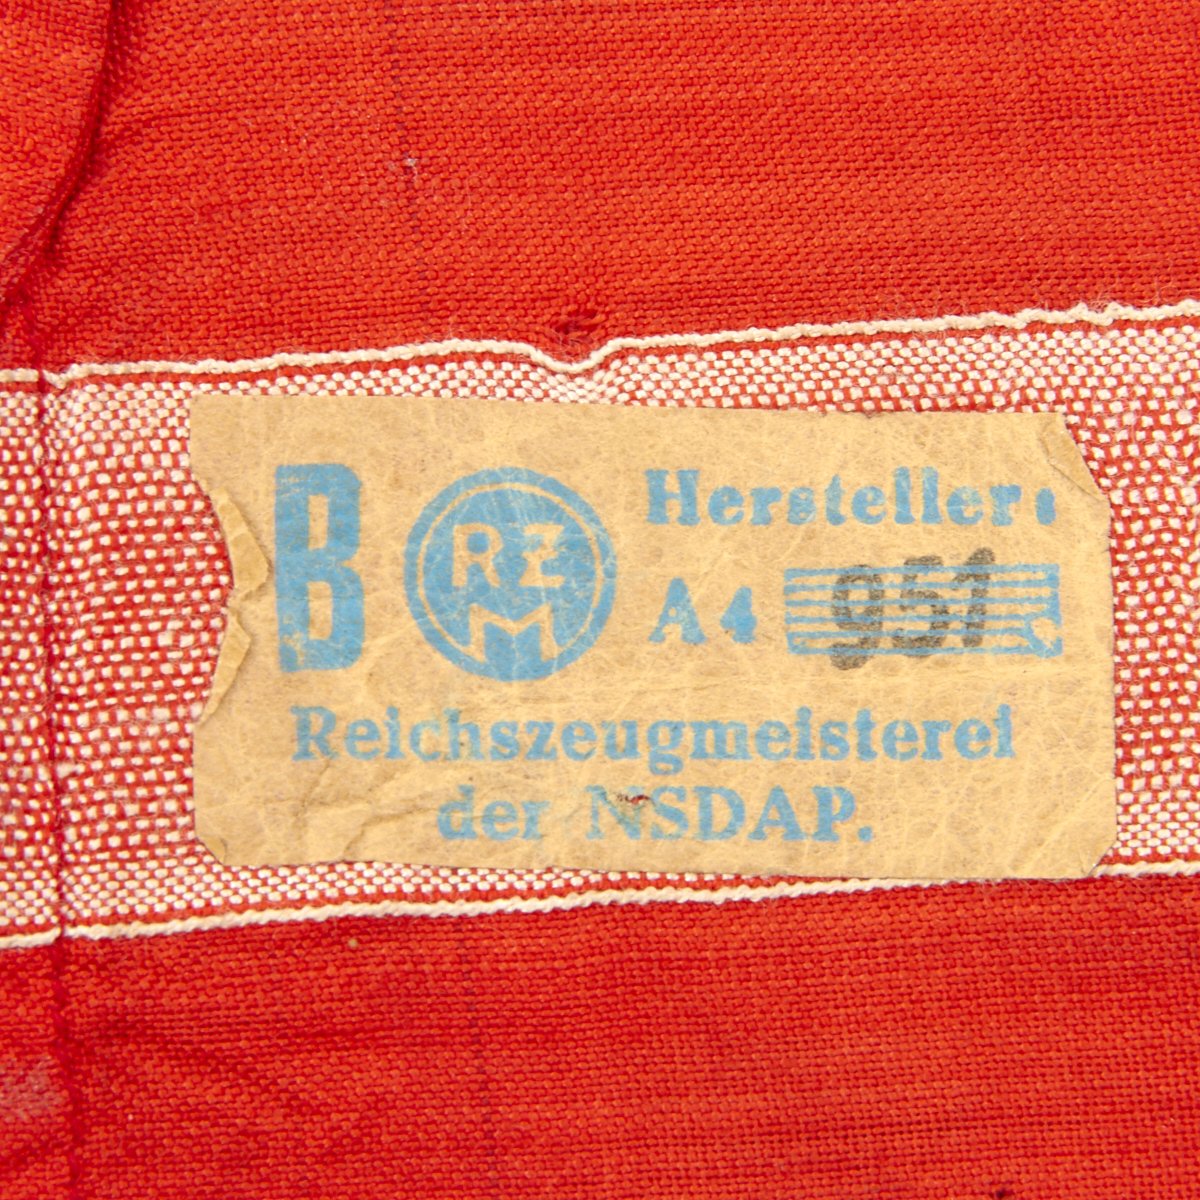 B RZM Hersteller:
A4 951
Reichszeugmeisterei
der NSDAP.